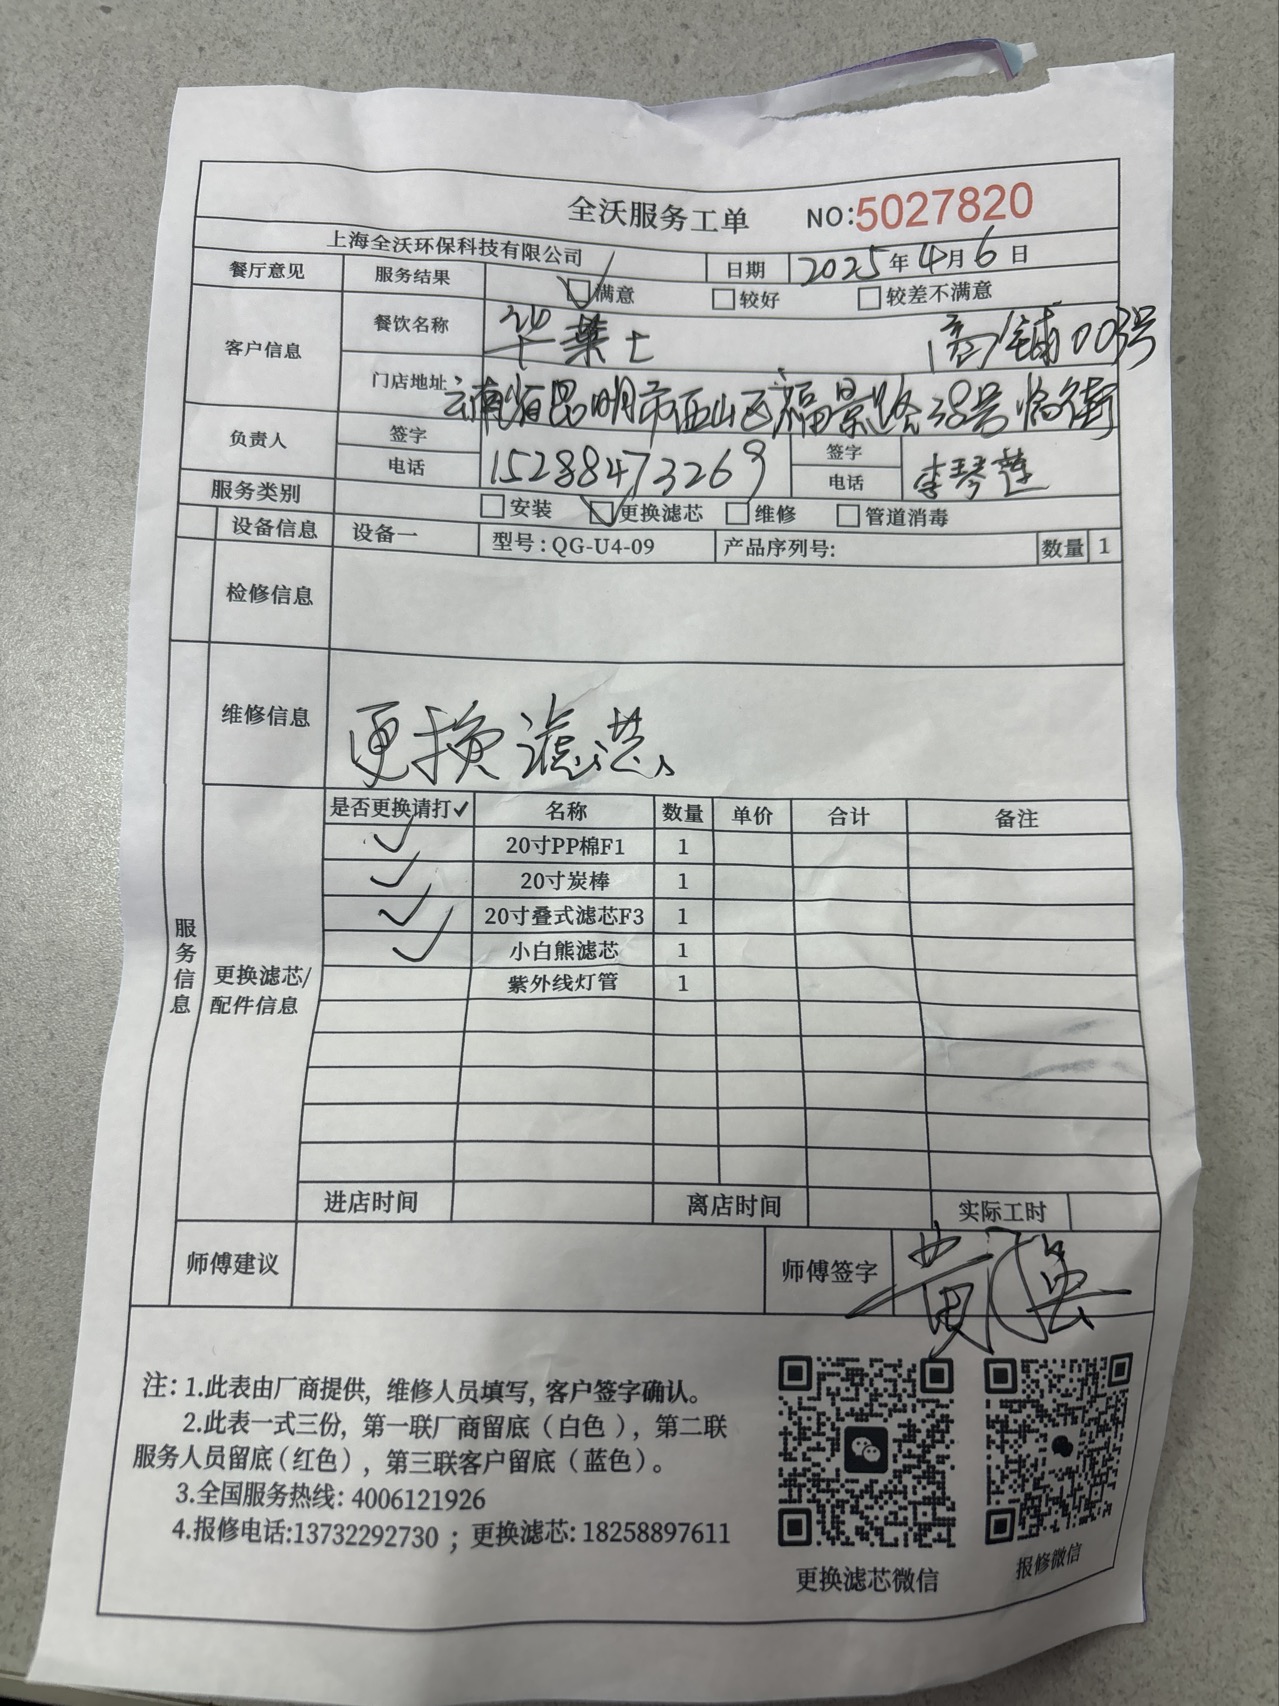 全沃服务工单 NO:5027820
上海全沃环保科技有限公司 日期 2025年4月6日
餐厅意见 服务结果 满意 较好 较差不满意
客户信息 餐饮名称 华莱士 商铺003号
门店地址 云南省昆明市西山区福景路38号临街
负责人 签字 签字
电话 15288473269 电话 李琴莲
服务类别 安装 更换滤芯 维修 管道消毒
设备信息 设备一 型号:QG-U4-09 产品序列号: 数量 1
检修信息
维修信息 更换滤芯
服务信息
更换滤芯/配件信息
是否更换请打✓ 名称 数量 单价 合计 备注
✓ 20寸PP棉F1 1
✓ 20寸炭棒 1
✓ 20寸叠式滤芯F3 1
✓ 小白熊滤芯 1
紫外线灯管 1
进店时间 离店时间 实际工时
师傅建议 师傅签字
注:1.此表由厂商提供,维修人员填写,客户签字确认。
2.此表一式三份,第一联厂商留底(白色),第二联
服务人员留底(红色),第三联客户留底(蓝色)。
3.全国服务热线:4006121926
4.报修电话:13732292730;更换滤芯:18258897611
更换滤芯微信 报修微信